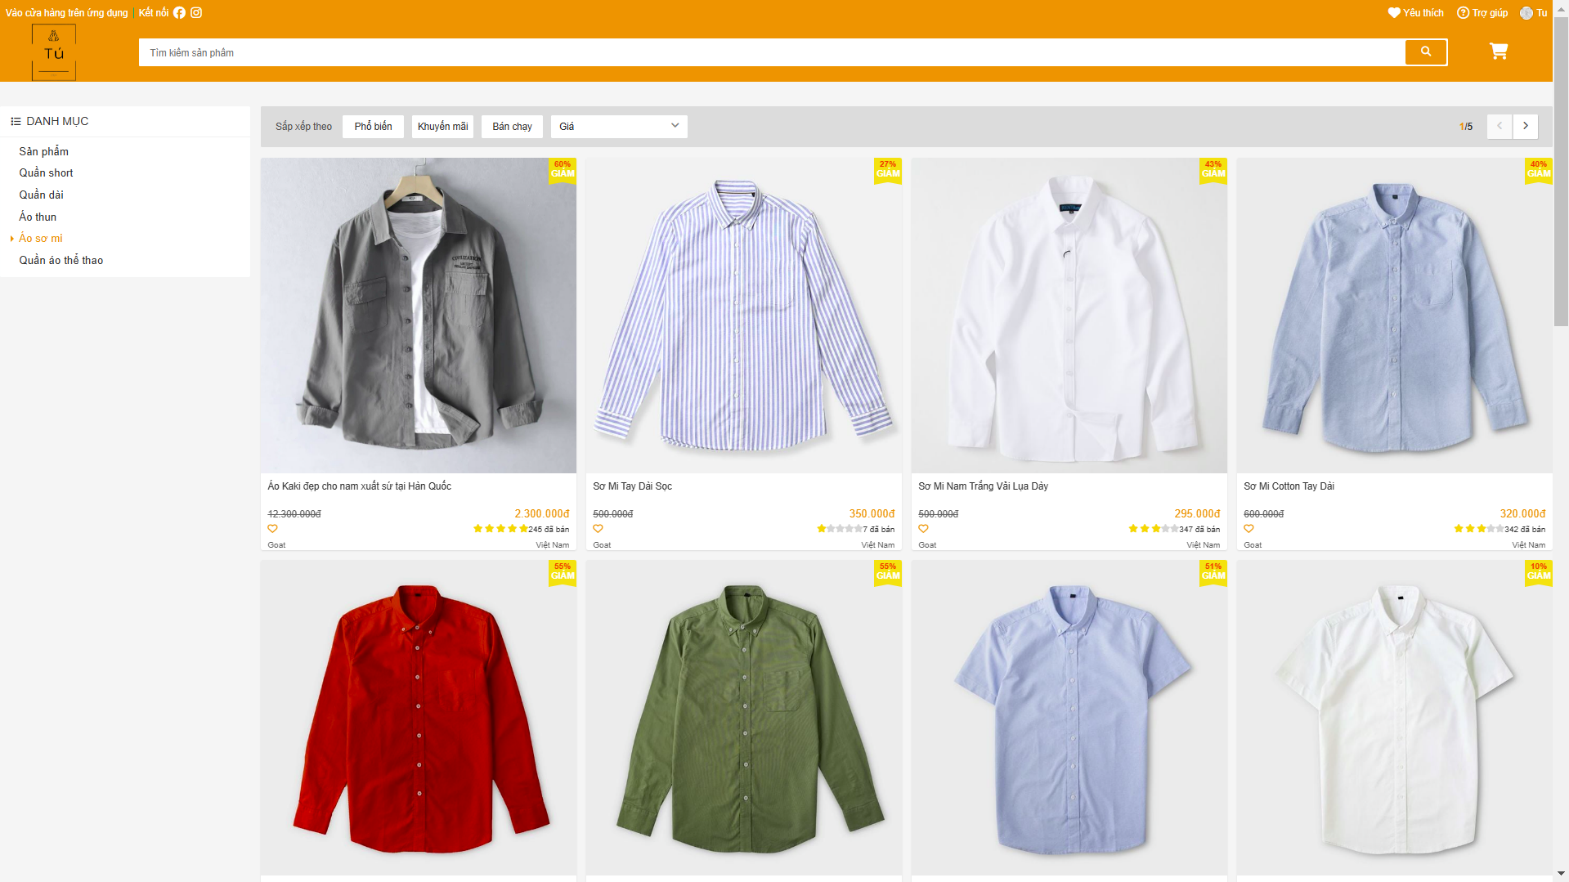 Vào cửa hàng trên ứng dụng | Kết nối
Yêu thích Trợ giúp Tu
Tú
Tìm kiếm sản phẩm
DANH MỤC
Sản phẩm
Quần short
Quần dài
Áo thun
Áo sơ mi
Quần áo thể thao
Sắp xếp theo Phổ biến Khuyến mãi Bán chạy Giá 1/5
60% GIẢM
27% GIẢM
43% GIẢM
40% GIẢM
Áo Kaki đẹp cho nam xuất sứ tại Hàn Quốc
12.300.000đ 2.300.000đ
245 đã bán
Goat Việt Nam
Sơ Mi Tay Dài Sọc
500.000đ 350.000đ
7 đã bán
Goat Việt Nam
Sơ Mi Nam Trắng Vải Lụa Dày
500.000đ 295.000đ
347 đã bán
Goat Việt Nam
Sơ Mi Cotton Tay Dài
600.000đ 320.000đ
342 đã bán
Goat Việt Nam
55% GIẢM
55% GIẢM
51% GIẢM
10% GIẢM